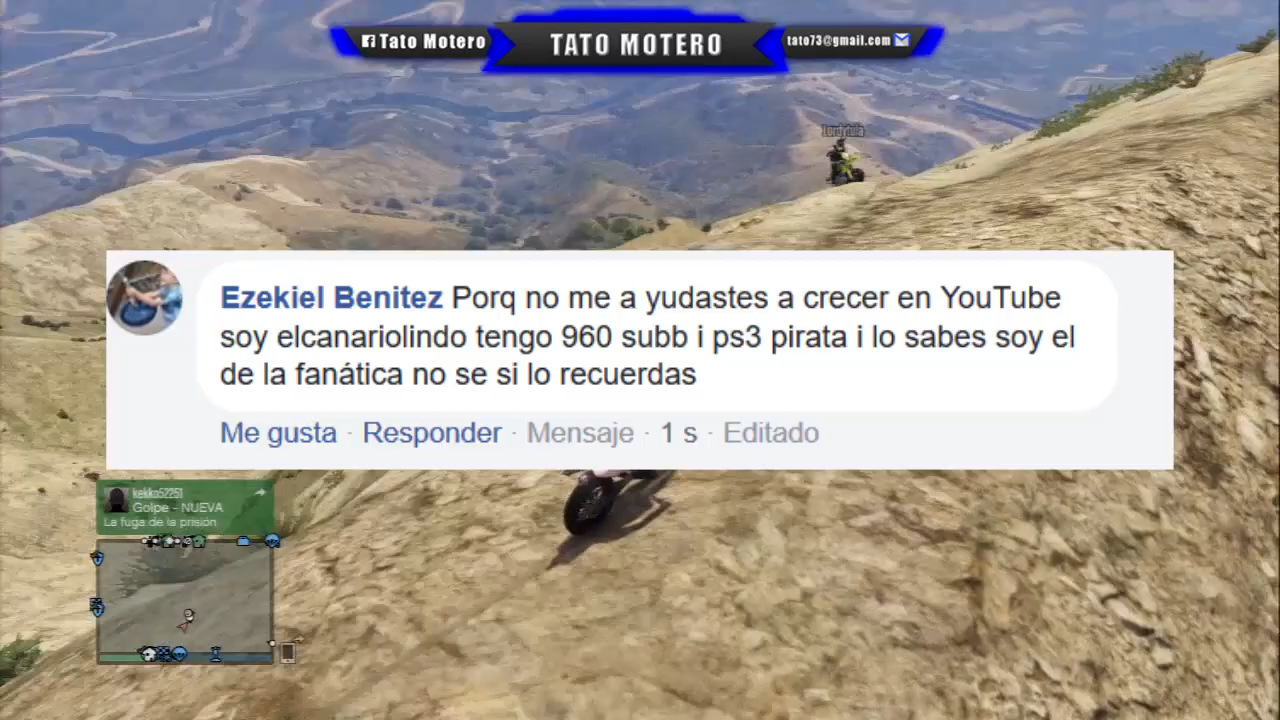 Tato Motero
TATO MOTERO
tato73@gmail.com
Ezekiel Benitez Porq no me a yudastes a crecer en YouTube
soy elcanariolindo tengo 960 subb i ps3 pirata i lo sabes soy el
de la fanática no se si lo recuerdas
Me gusta · Responder · Mensaje · 1 s · Editado
kekko52251
Golpe - NUEVA
La fuga de la prisión